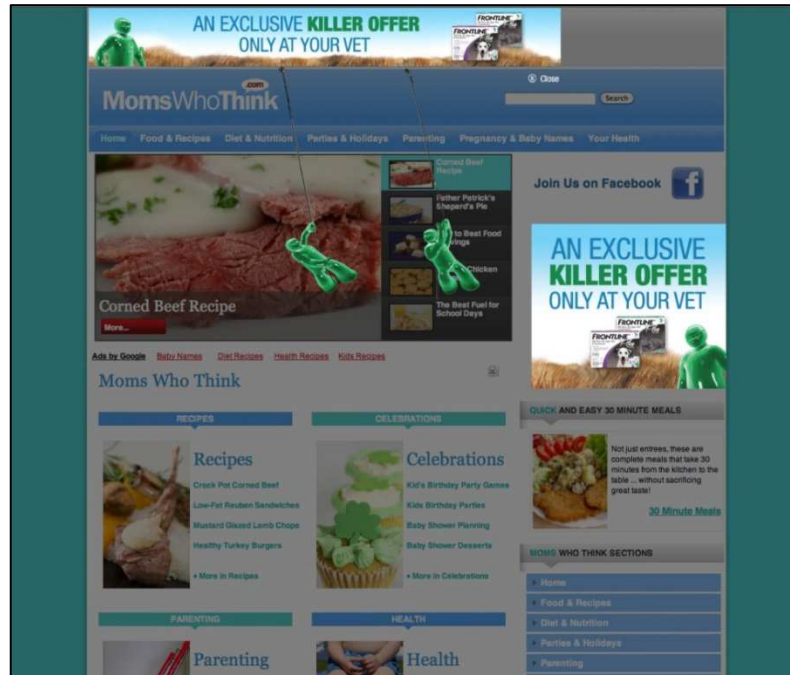 AN EXCLUSIVE KILLER OFFER
ONLY AT YOUR VET
FRONTLINE
FRONTLINE
Close
MomsWhoThink
.com
Search
Home Food & Recipes Diet & Nutrition Parties & Holidays Parenting Pregnancy & Baby Names Your Health
Corned Beef Recipe
More...
Corned Beef
Recipe
Father Patrick's
Shepard's Pie
to Best Food
Chicken
The Best Fuel for
School Days
Join Us on Facebook
f
AN EXCLUSIVE
KILLER OFFER
ONLY AT YOUR VET
FRONTLINE
FRONTLINE
Ads by Google Baby Names Diet Recipes Health Recipes Kids Recipes
Moms Who Think
RECIPES
Recipes
Crock Pot Corned Beef
Low-Fat Reuben Sandwiches
Mustard Glazed Lamb Chops
Healthy Turkey Burgers
More in Recipes
CELEBRATIONS
Celebrations
Kid's Birthday Party Games
Kids Birthday Parties
Baby Shower Planning
Baby Shower Desserts
More in Celebrations
QUICK AND EASY 30 MINUTE MEALS
Not just entrees, these are
complete meals that take 30
minutes from the kitchen to the
table ... without sacrificing
great taste!
30 Minute Meals
MOMS WHO THINK SECTIONS
Home
Food & Recipes
Diet & Nutrition
Parties & Holidays
Parenting
PARENTING
Parenting
HEALTH
Health